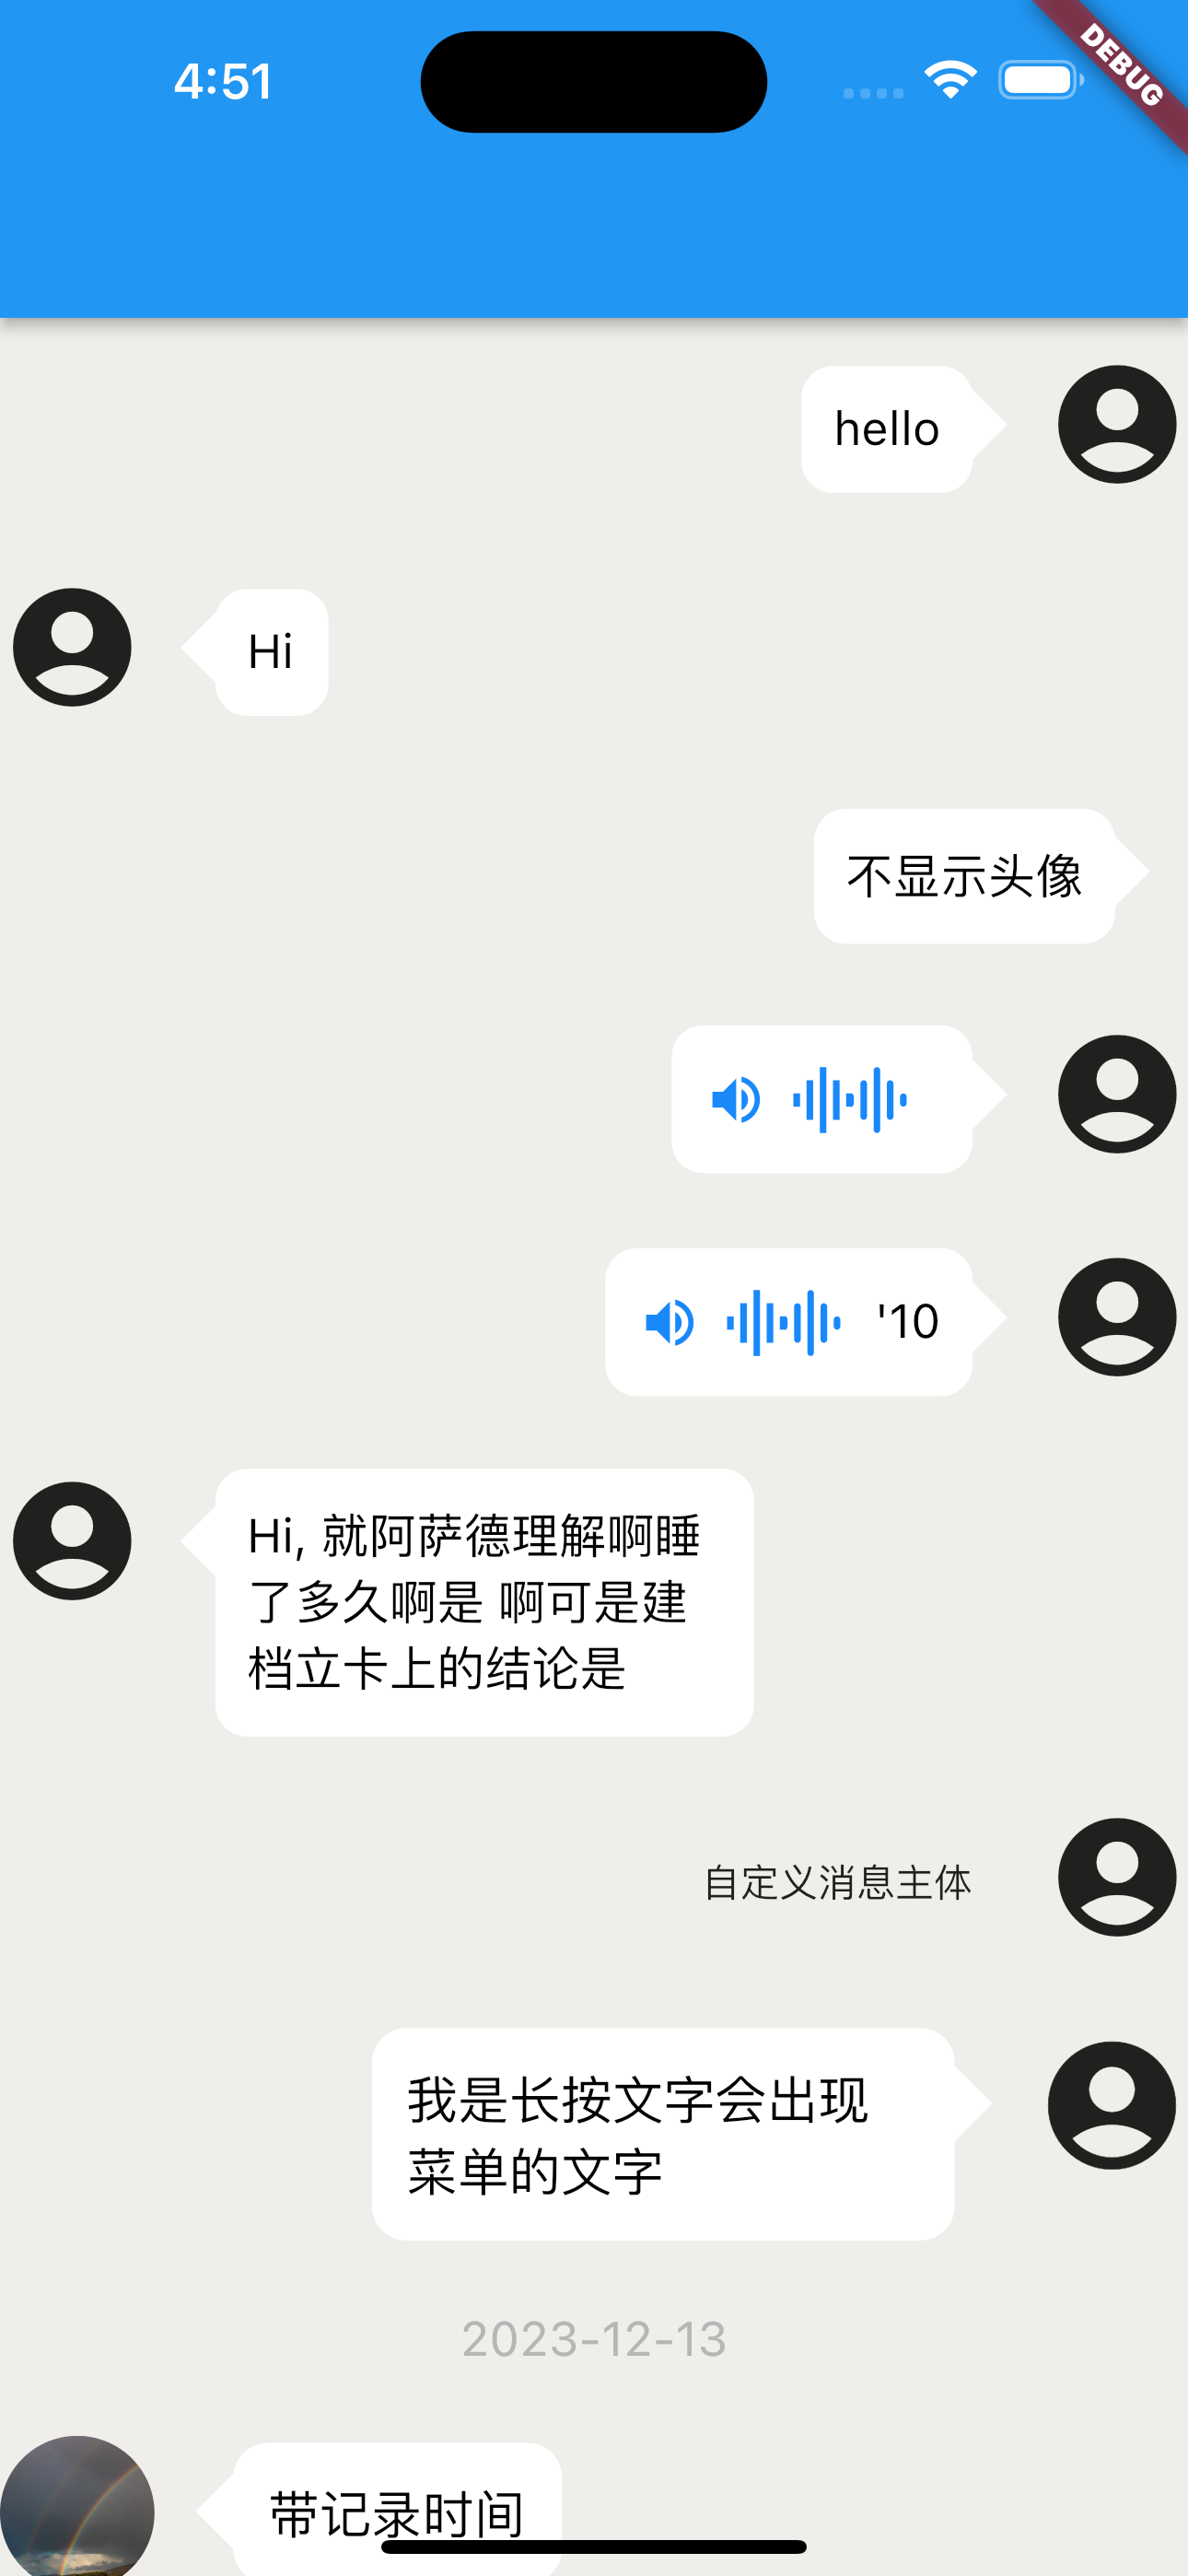 4:51
DEBUG
hello
Hi
不显示头像
'10
Hi, 就阿萨德理解啊睡
了多久啊是 啊可是建
档立卡上的结论是
自定义消息主体
我是长按文字会出现
菜单的文字
2023-12-13
带记录时间